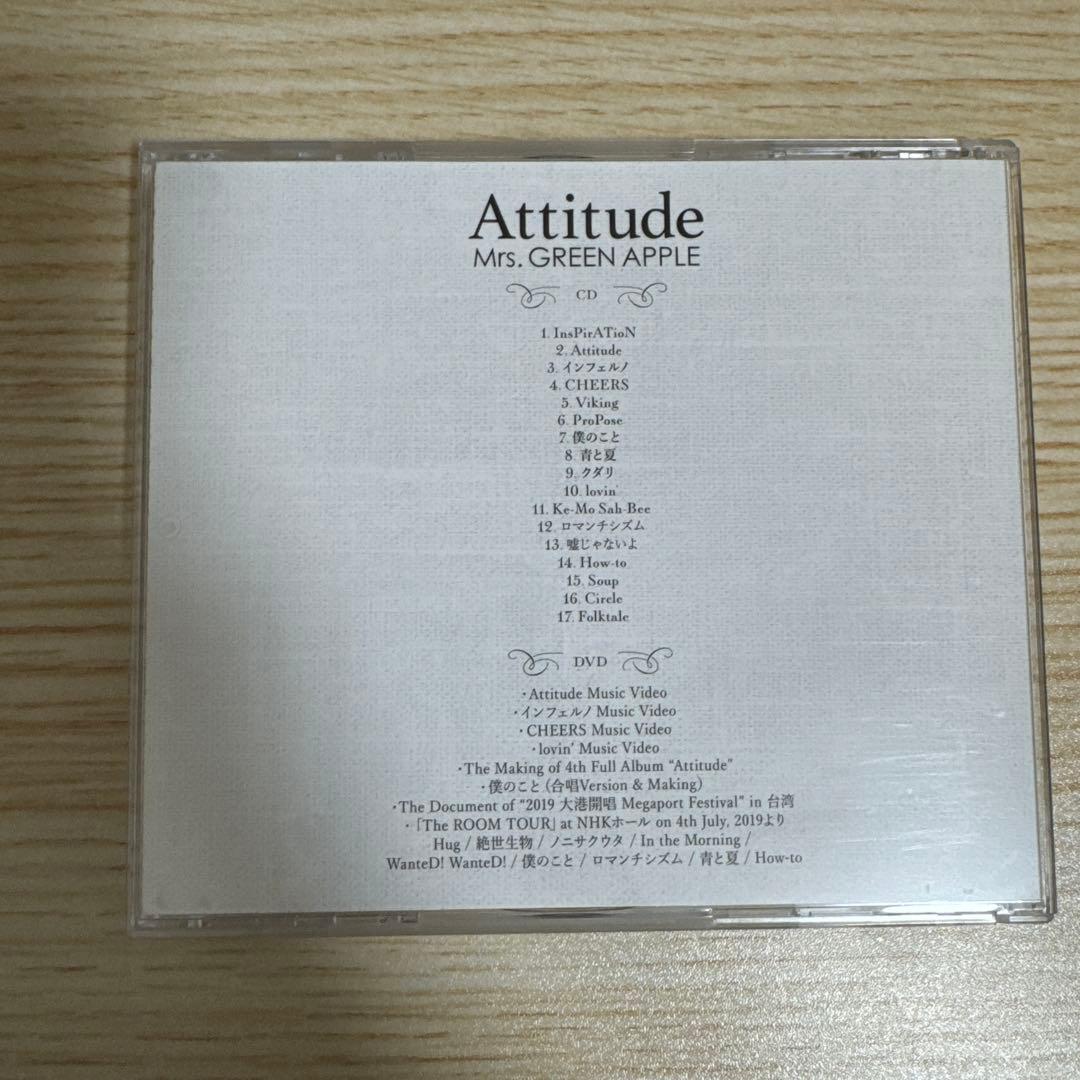 Attitude
Mrs. GREEN APPLE
CD
1. InsPirATioN
2. Attitude
3. インフェルノ
4. CHEERS
5. Viking
6. ProPose
7. 僕のこと
8. 青と夏
9. クダリ
10. lovin'
11. Ke-Mo Sah-Bee
12. ロマンチシズム
13. 嘘じゃないよ
14. How-to
15. Soup
16. Circle
17. Folktale
DVD
・Attitude Music Video
・インフェルノ Music Video
・CHEERS Music Video
・lovin' Music Video
・The Making of 4th Full Album “Attitude”
・僕のこと (合唱Version & Making)
・The Document of “2019 大港開唱 Megaport Festival” in 台湾
・「The ROOM TOUR」 at NHKホール on 4th July, 2019より
Hug / 絶世生物 / ノニサクウタ / In the Morning /
WanteD! WanteD! / 僕のこと / ロマンチシズム / 青と夏 / How-to